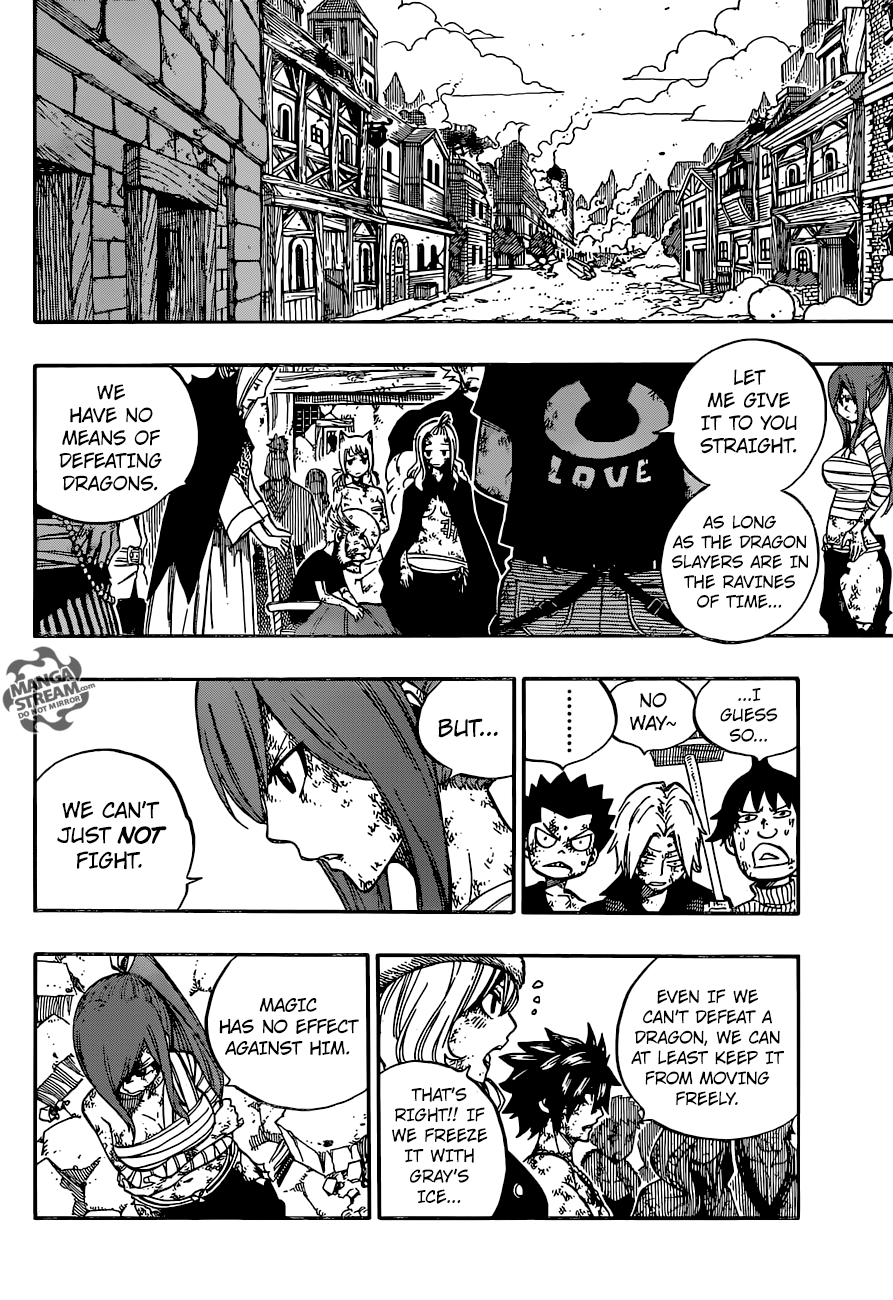 LET
ME GIVE
IT TO YOU
STRAIGHT.
AS LONG
AS THE DRAGON
SLAYERS ARE IN
THE RAVINES
OF TIME...
LOVE
WE
HAVE NO
MEANS OF
DEFEATING
DRAGONS.
...I
GUESS
SO...
NO
WAY~
........
BUT...
WE CAN'T
JUST NOT
FIGHT.
MANGA
STREAM.com
DO NOT MIRROR
EVEN IF WE
CAN'T DEFEAT A
DRAGON, WE CAN
AT LEAST KEEP IT
FROM MOVING
FREELY.
THAT'S
RIGHT!! IF
WE FREEZE
IT WITH
GRAY'S
ICE...
MAGIC
HAS NO EFFECT
AGAINST HIM.